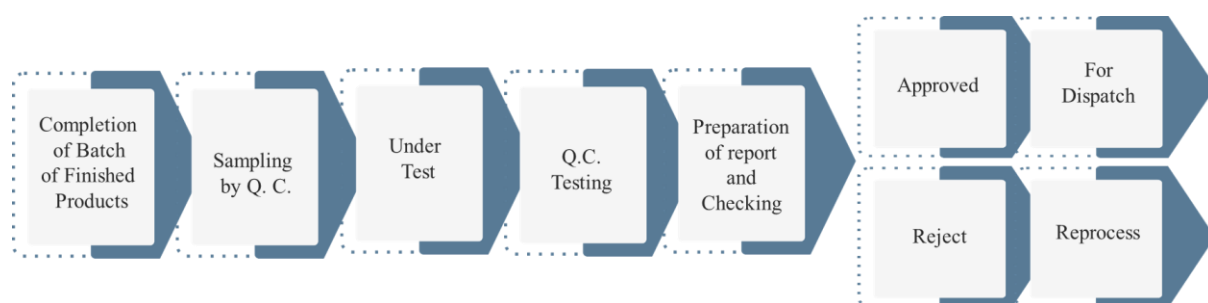 Completion
of Batch
of Finished
Products
Sampling
by Q. C.
Under
Test
Q.C.
Testing
Preparation
of report
and
Checking
Approved
For
Dispatch
Reject
Reprocess